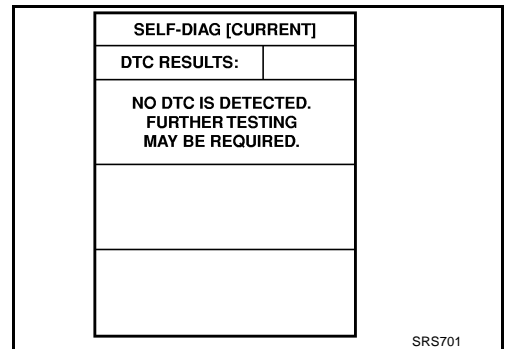 SELF-DIAG [CURRENT]
DTC RESULTS:
NO DTC IS DETECTED.
FURTHER TESTING
MAY BE REQUIRED.
SRS701